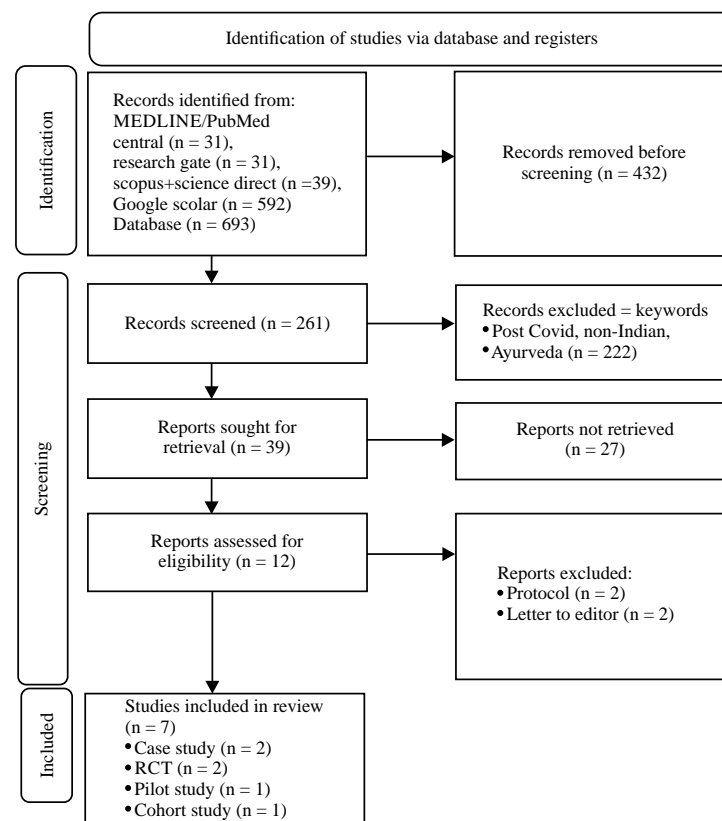 Identification of studies via database and registers
Identification
Records identified from:
MEDLINE/PubMed
central (n = 31),
research gate (n = 31),
scopus+science direct (n =39),
Google scolar (n = 592)
Database (n = 693)
Records removed before
screening (n = 432)
Screening
Records screened (n = 261)
Records excluded = keywords
•Post Covid, non-Indian,
•Ayurveda (n = 222)
Reports sought for
retrieval (n = 39)
Reports not retrieved
(n = 27)
Reports assessed for
eligibility (n = 12)
Reports excluded:
•Protocol (n = 2)
•Letter to editor (n = 2)
Included
Studies included in review
(n = 7)
•Case study (n = 2)
•RCT (n = 2)
•Pilot study (n = 1)
•Cohort study (n = 1)